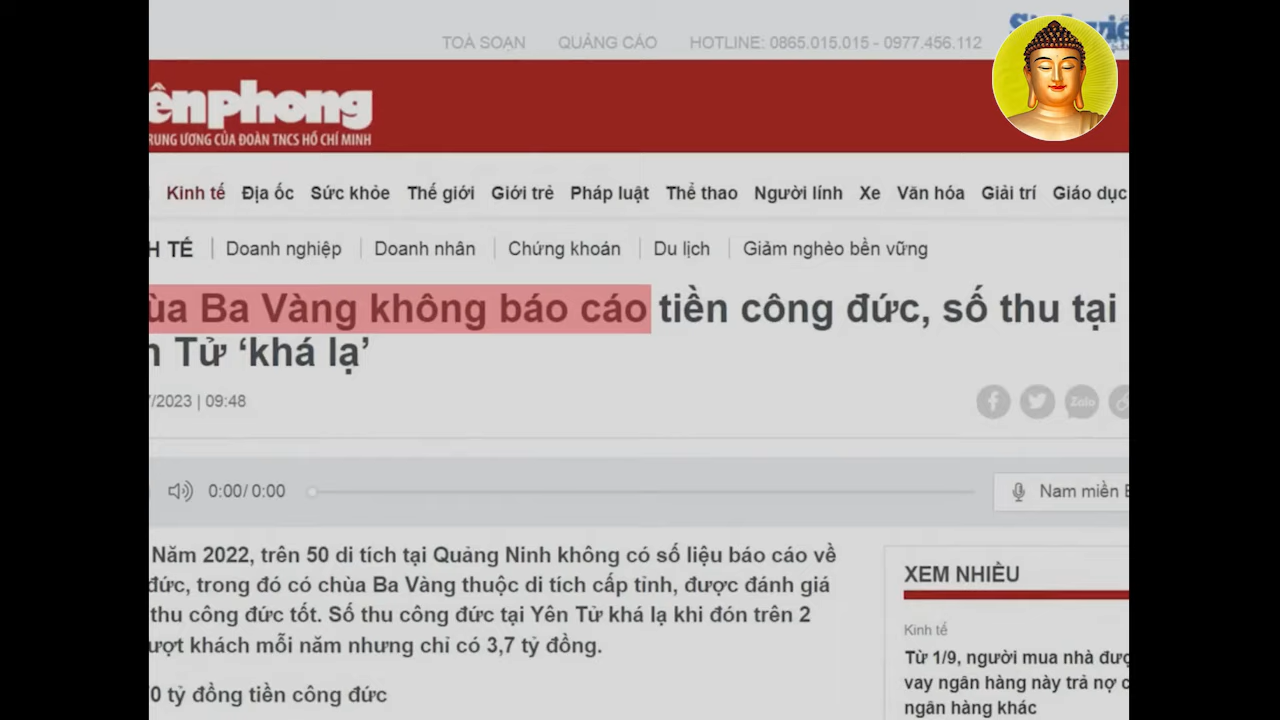 TOÀ SOẠN QUẢNG CÁO HOTLINE: 0865.015.015 - 0977.456.112
ênphong
RUNG ƯƠNG CỦA ĐOÀN TNCS HỒ CHÍ MINH
Kinh tế Địa ốc Sức khỏe Thế giới Giới trẻ Pháp luật Thể thao Người lính Xe Văn hóa Giải trí Giáo dục
H TẾ Doanh nghiệp Doanh nhân Chứng khoán Du lịch Giảm nghèo bền vững
ùa Ba Vàng không báo cáo tiền công đức, số thu tại
n Tử ‘khá lạ’
/2023 | 09:48
Zalo
0:00/ 0:00
Nam miền B
Năm 2022, trên 50 di tích tại Quảng Ninh không có số liệu báo cáo về
đức, trong đó có chùa Ba Vàng thuộc di tích cấp tỉnh, được đánh giá
thu công đức tốt. Số thu công đức tại Yên Tử khá lạ khi đón trên 2
ượt khách mỗi năm nhưng chỉ có 3,7 tỷ đồng.
0 tỷ đồng tiền công đức
XEM NHIỀU
Kinh tế
Từ 1/9, người mua nhà đượ
vay ngân hàng này trả nợ c
ngân hàng khác